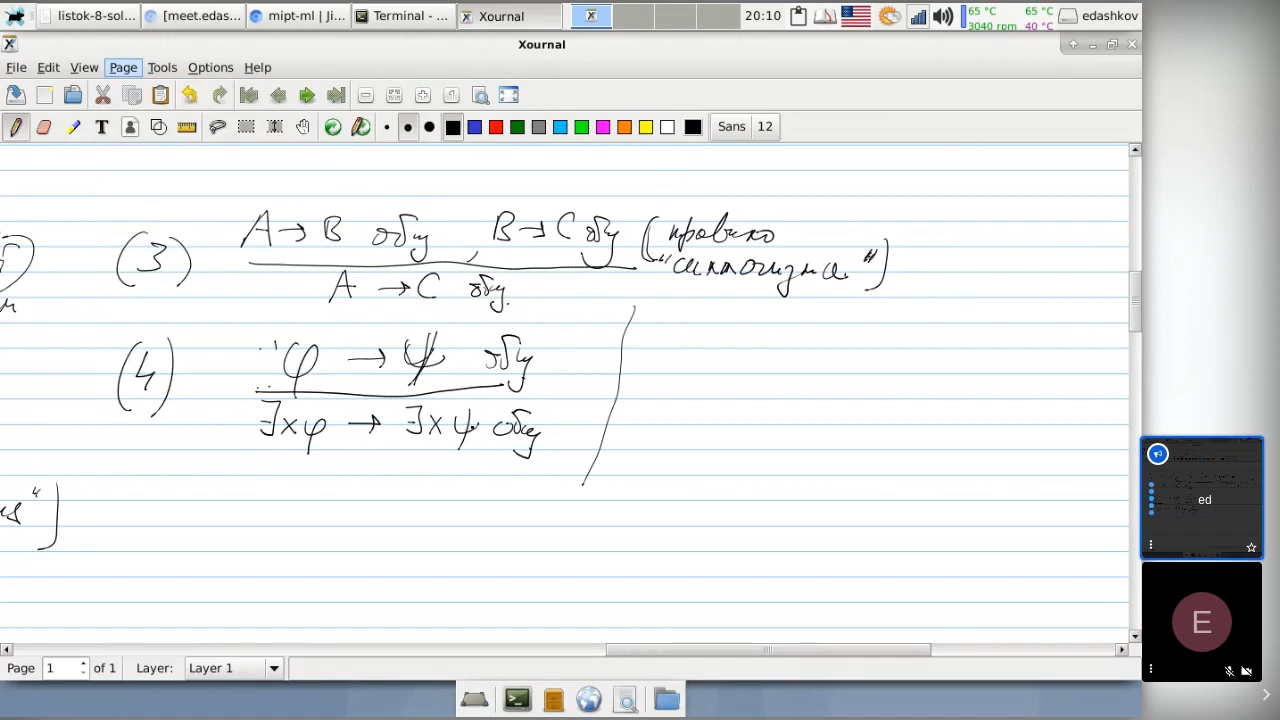 listok-8-sol...
[meet.edas...
mipt-ml | Ji...
Terminal - ...
Xournal
20:10
65 °C
3040 rpm
65 °C
40 °C
edashkov
Xournal
File Edit View Page Tools Options Help
Sans 12
(3) A → B общ , B → C общ (правило
"силлогизма")
A → C общ.
(4) φ → ψ общ
∃xφ → ∃xψ общ
ed
E
Page 1 of 1 Layer: Layer 1